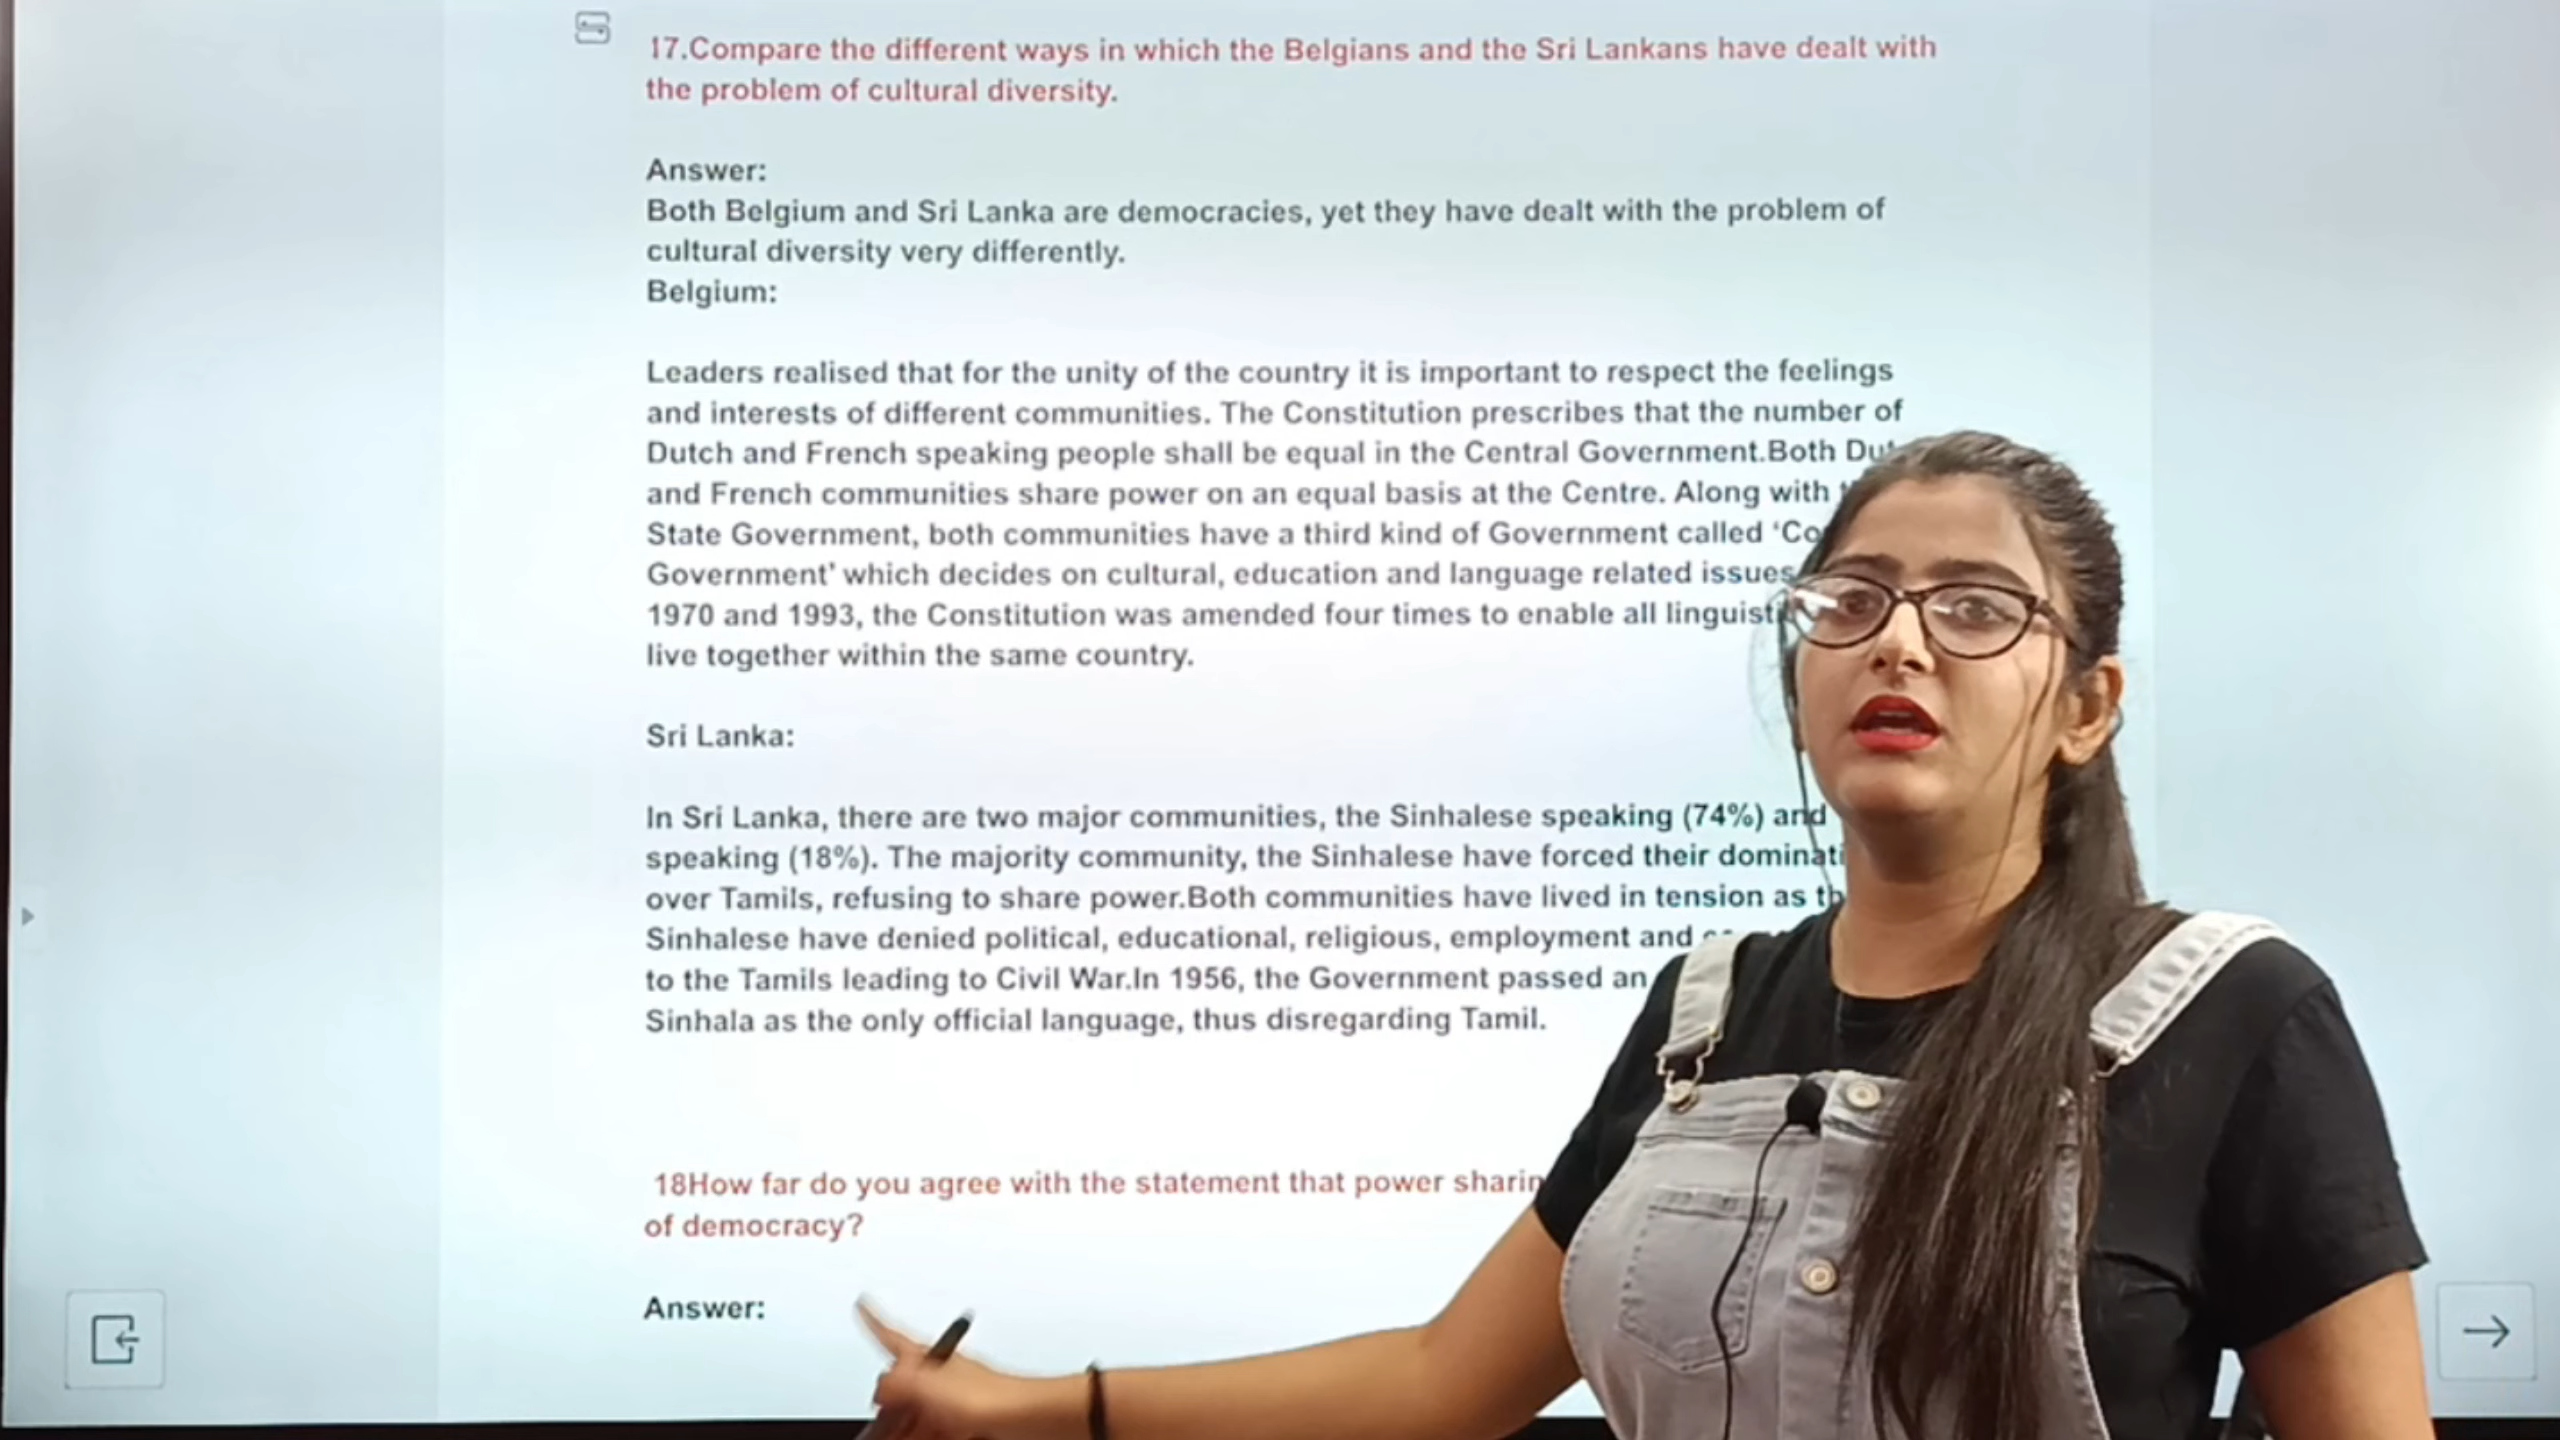 17.Compare the different ways in which the Belgians and the Sri Lankans have dealt with
the problem of cultural diversity.
Answer:
Both Belgium and Sri Lanka are democracies, yet they have dealt with the problem of
cultural diversity very differently.
Belgium:
Leaders realised that for the unity of the country it is important to respect the feelings
and interests of different communities. The Constitution prescribes that the number of
Dutch and French speaking people shall be equal in the Central Government.Both
and French communities share power on an equal basis at the Centre. Along with
State Government, both communities have a third kind of Government called
Government' which decides on cultural, education and language related issues
1970 and 1993, the Constitution was amended four times to enable all
live together within the same country.
Sri Lanka:
In Sri Lanka, there are two major communities, the Sinhalese speaking (74%) and
speaking (18%). The majority community, the Sinhalese have forced their
over Tamils, refusing to share power.Both communities have lived in tension as
Sinhalese have denied political, educational, religious, employment and
to the Tamils leading to Civil War.In 1956, the Government passed an
Sinhala as the only official language, thus disregarding Tamil.
18How far do you agree with the statement that power
of democracy?
Answer: